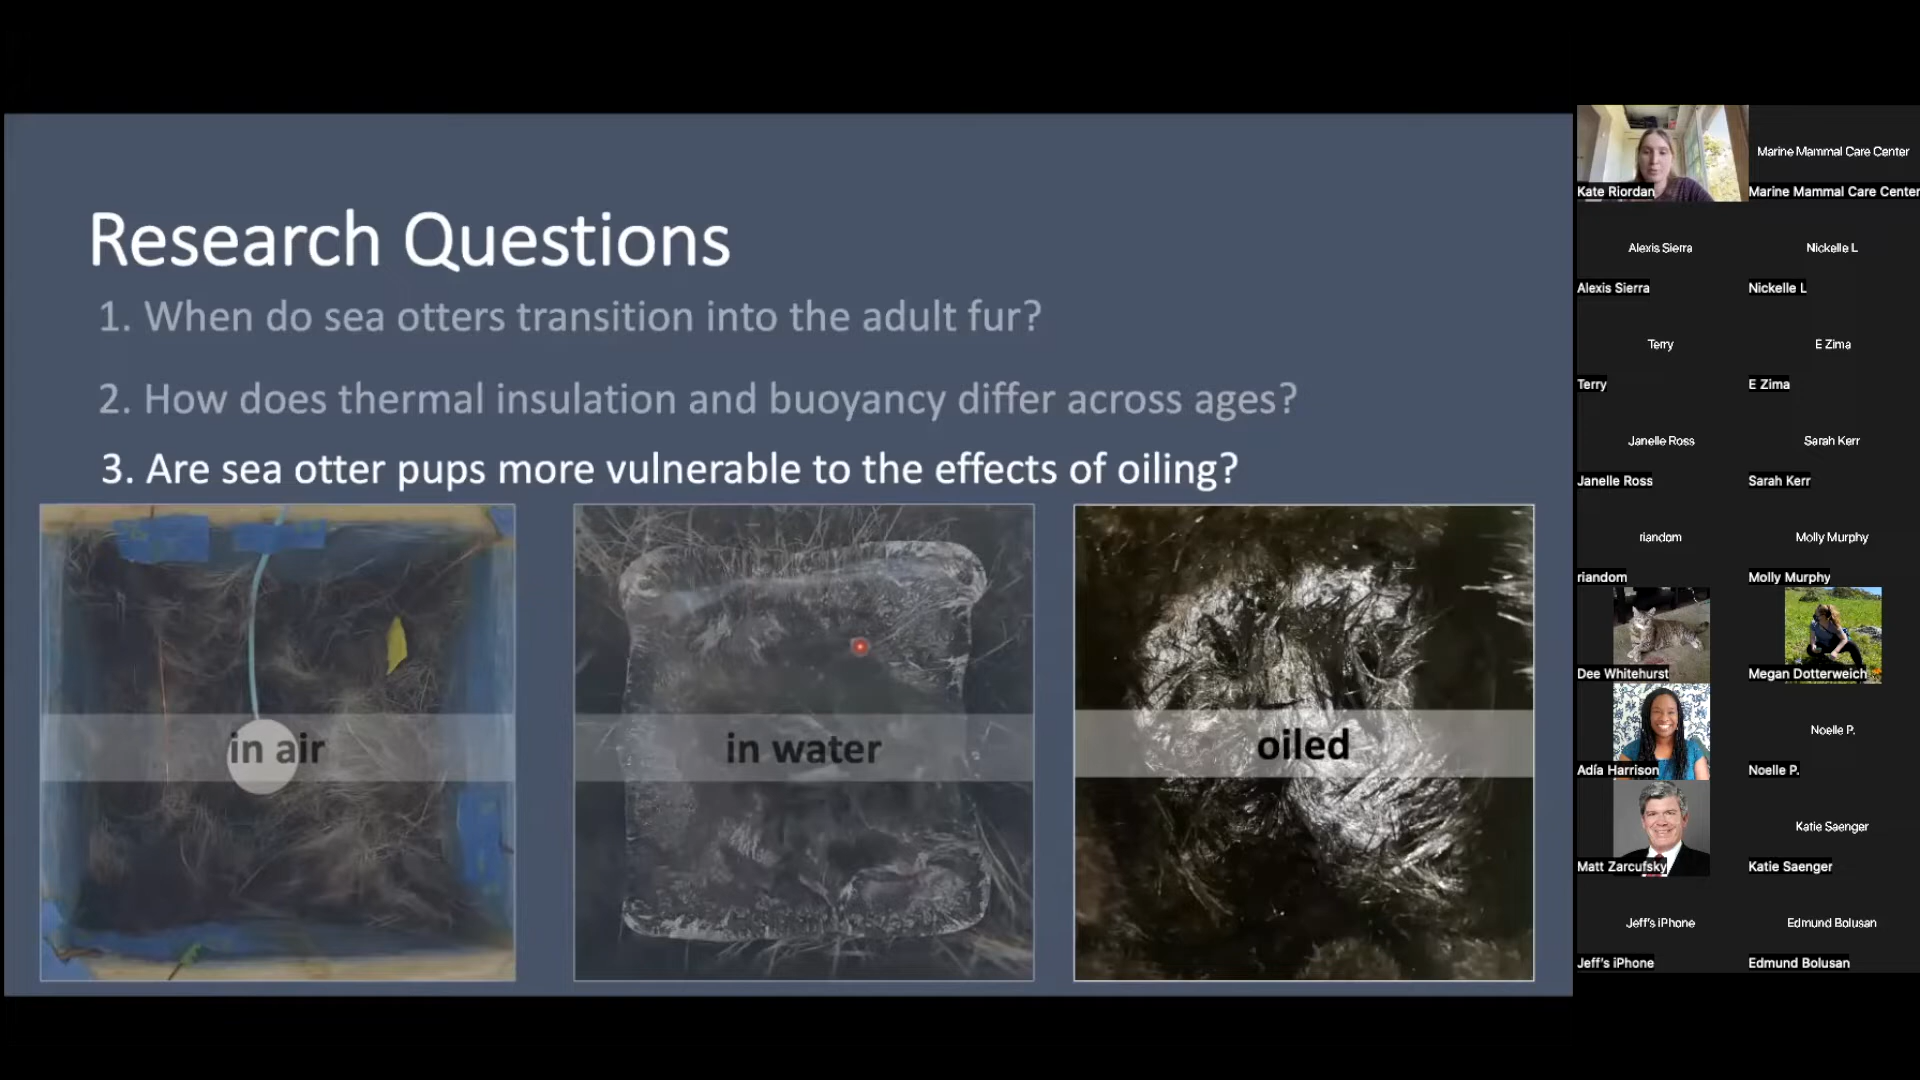 Research Questions
1. When do sea otters transition into the adult fur?
2. How does thermal insulation and buoyancy differ across ages?
3. Are sea otter pups more vulnerable to the effects of oiling?
in air
in water
oiled
Kate Riordan
Marine Mammal Care Center
Marine Mammal Care Center
Alexis Sierra
Alexis Sierra
Nickelle L
Nickelle L
Terry
Terry
E Zima
E Zima
Janelle Ross
Janelle Ross
Sarah Kerr
Sarah Kerr
riandom
riandom
Molly Murphy
Molly Murphy
Dee Whitehurst
Megan Dotterweich
Adía Harrison
Noelle P.
Noelle P.
Matt Zarcufsky
Katie Saenger
Katie Saenger
Jeff's iPhone
Jeff's iPhone
Edmund Bolusan
Edmund Bolusan